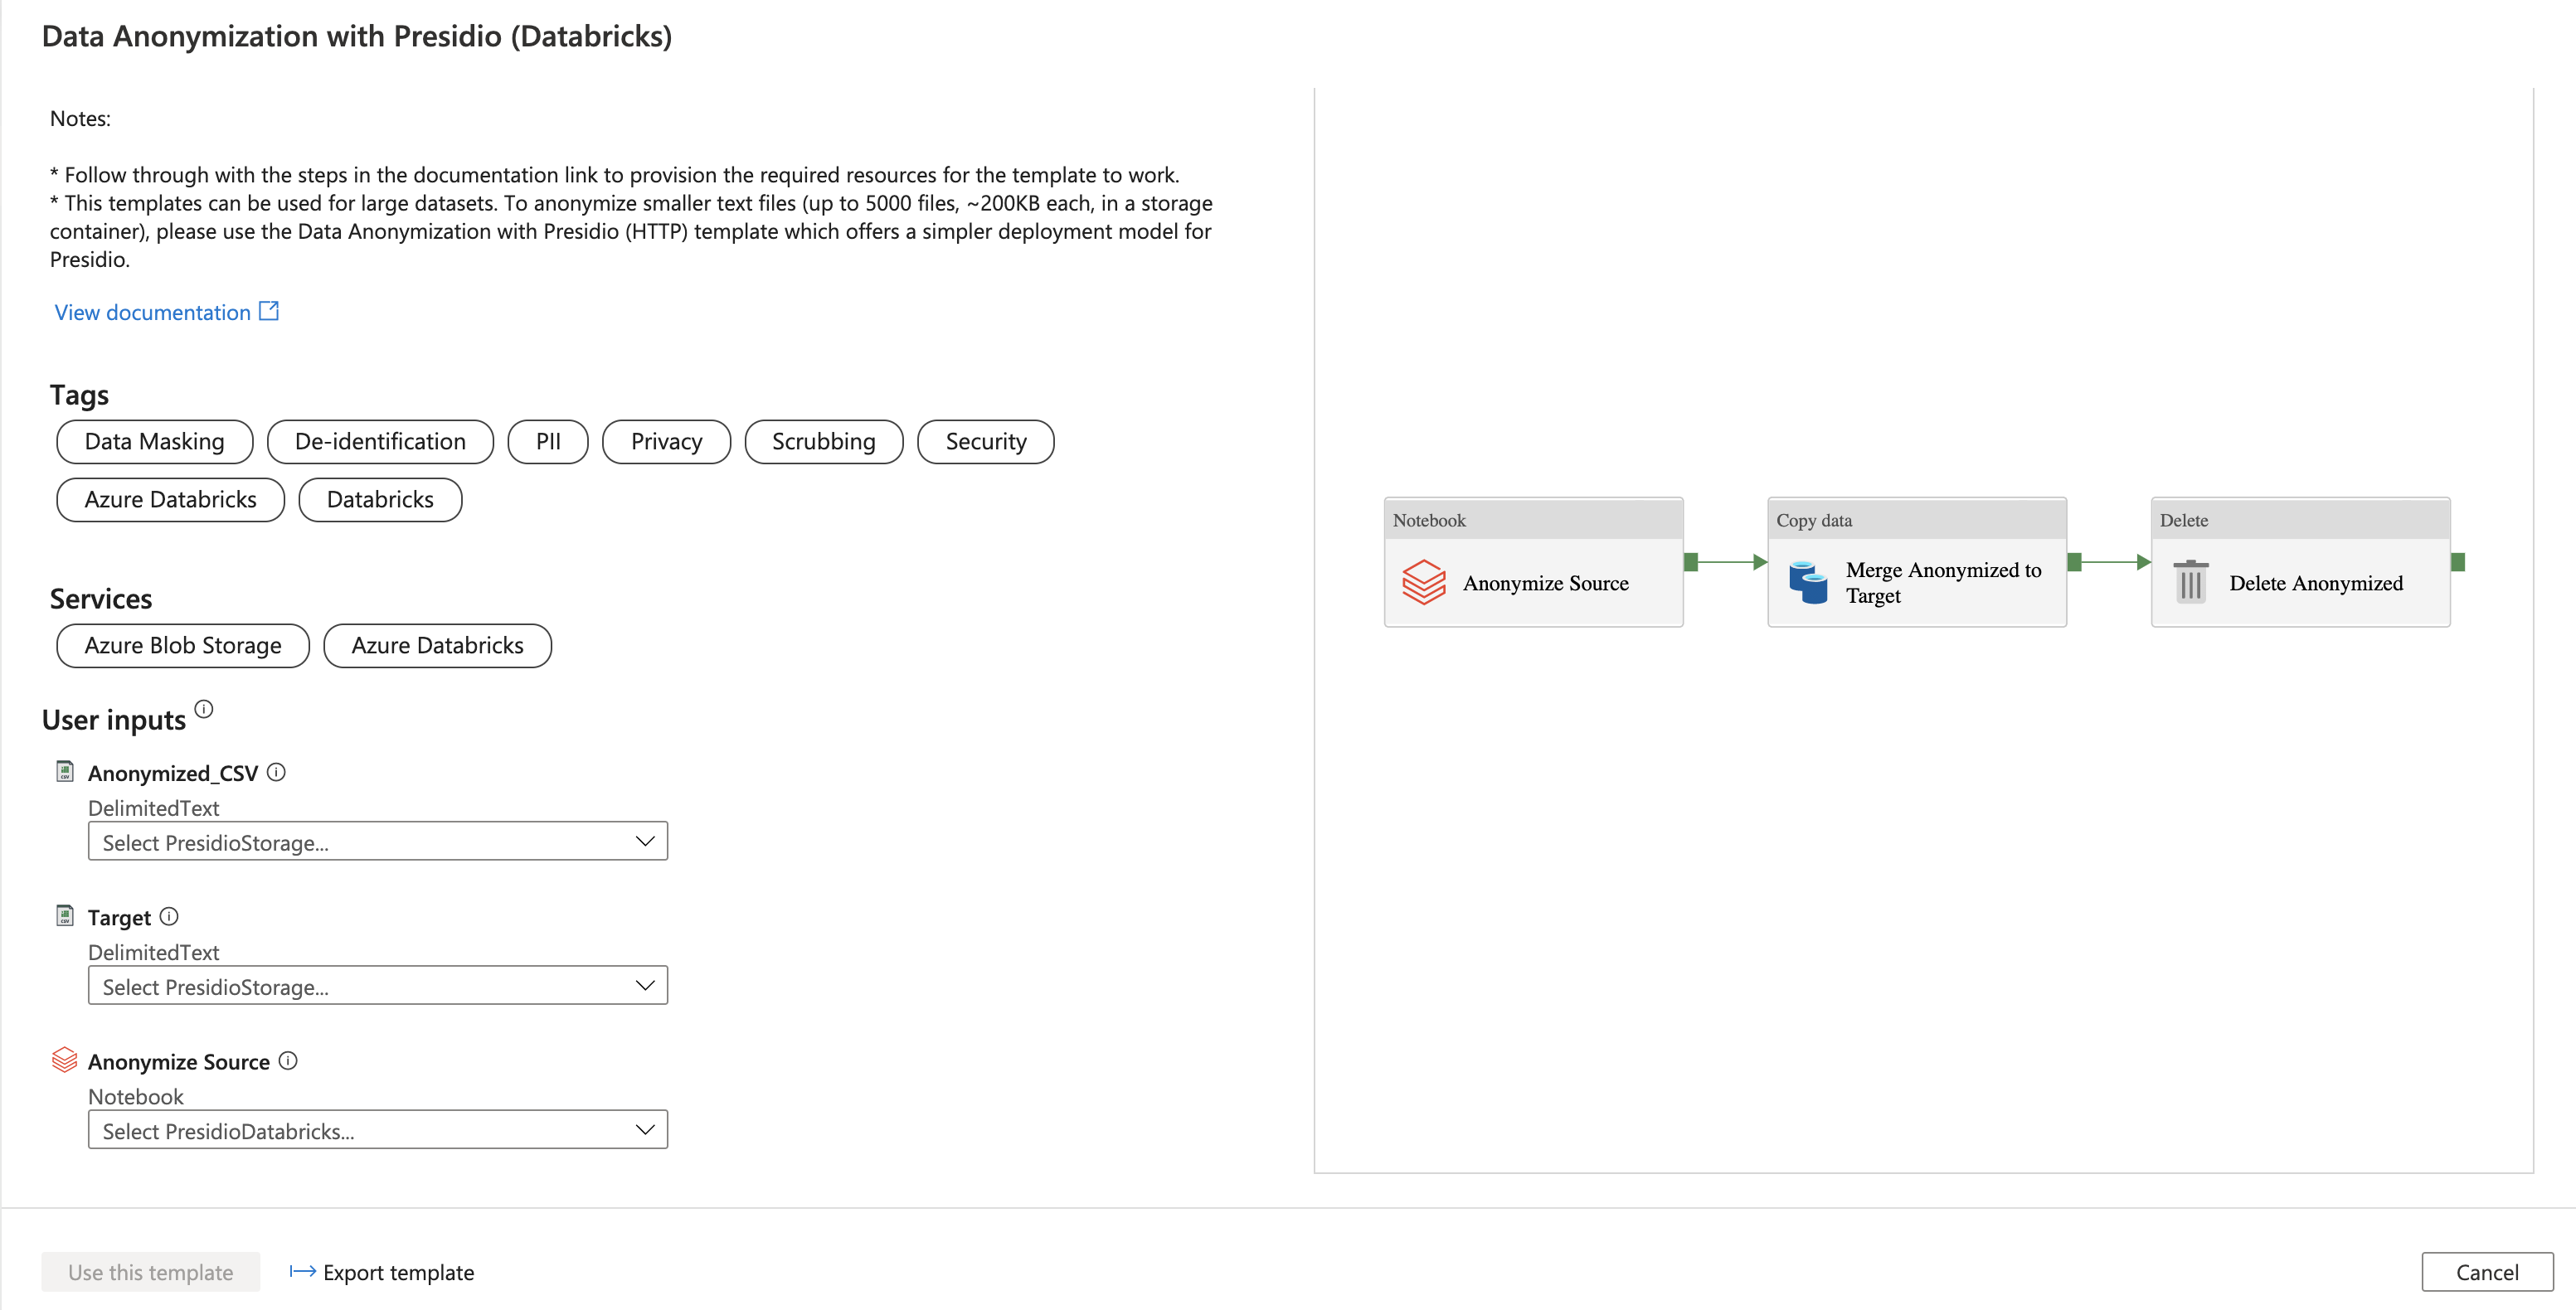 Data Anonymization with Presidio (Databricks)
Notes:
* Follow through with the steps in the documentation link to provision the required resources for the template to work.
* This templates can be used for large datasets. To anonymize smaller text files (up to 5000 files, ~200KB each, in a storage
container), please use the Data Anonymization with Presidio (HTTP) template which offers a simpler deployment model for
Presidio.
View documentation
Tags
Data Masking De-identification PII Privacy Scrubbing Security
Azure Databricks Databricks
Services
Azure Blob Storage Azure Databricks
User inputs
Anonymized_CSV
DelimitedText
Select PresidioStorage...
Target
DelimitedText
Select PresidioStorage...
Anonymize Source
Notebook
Select PresidioDatabricks...
Notebook
Anonymize Source
Copy data
Merge Anonymized to
Target
Delete
Delete Anonymized
Use this template Export template Cancel